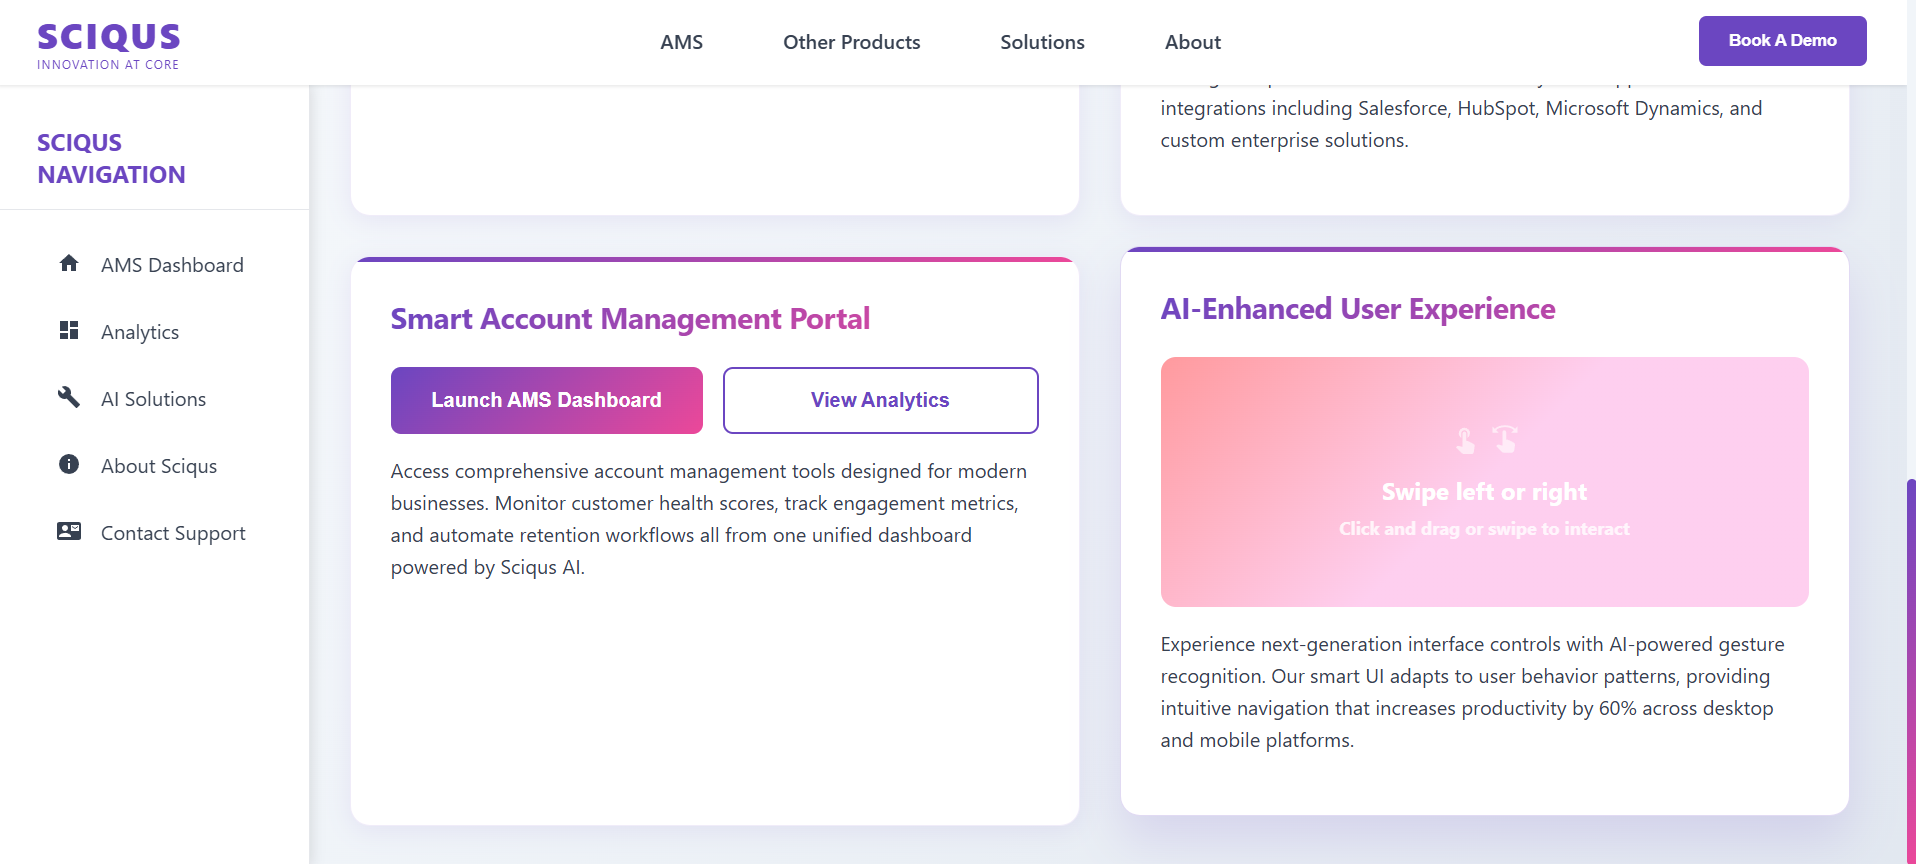 SCIQUS
INNOVATION AT CORE
AMS
Other Products
Solutions
About
Book A Demo
SCIQUS
NAVIGATION
AMS Dashboard
Analytics
AI Solutions
About Sciqus
Contact Support
integrations including Salesforce, HubSpot, Microsoft Dynamics, and
custom enterprise solutions.
Smart Account Management Portal
Launch AMS Dashboard
View Analytics
Access comprehensive account management tools designed for modern
businesses. Monitor customer health scores, track engagement metrics,
and automate retention workflows all from one unified dashboard
powered by Sciqus AI.
AI-Enhanced User Experience
Swipe left or right
Click and drag or swipe to interact
Experience next-generation interface controls with AI-powered gesture
recognition. Our smart UI adapts to user behavior patterns, providing
intuitive navigation that increases productivity by 60% across desktop
and mobile platforms.